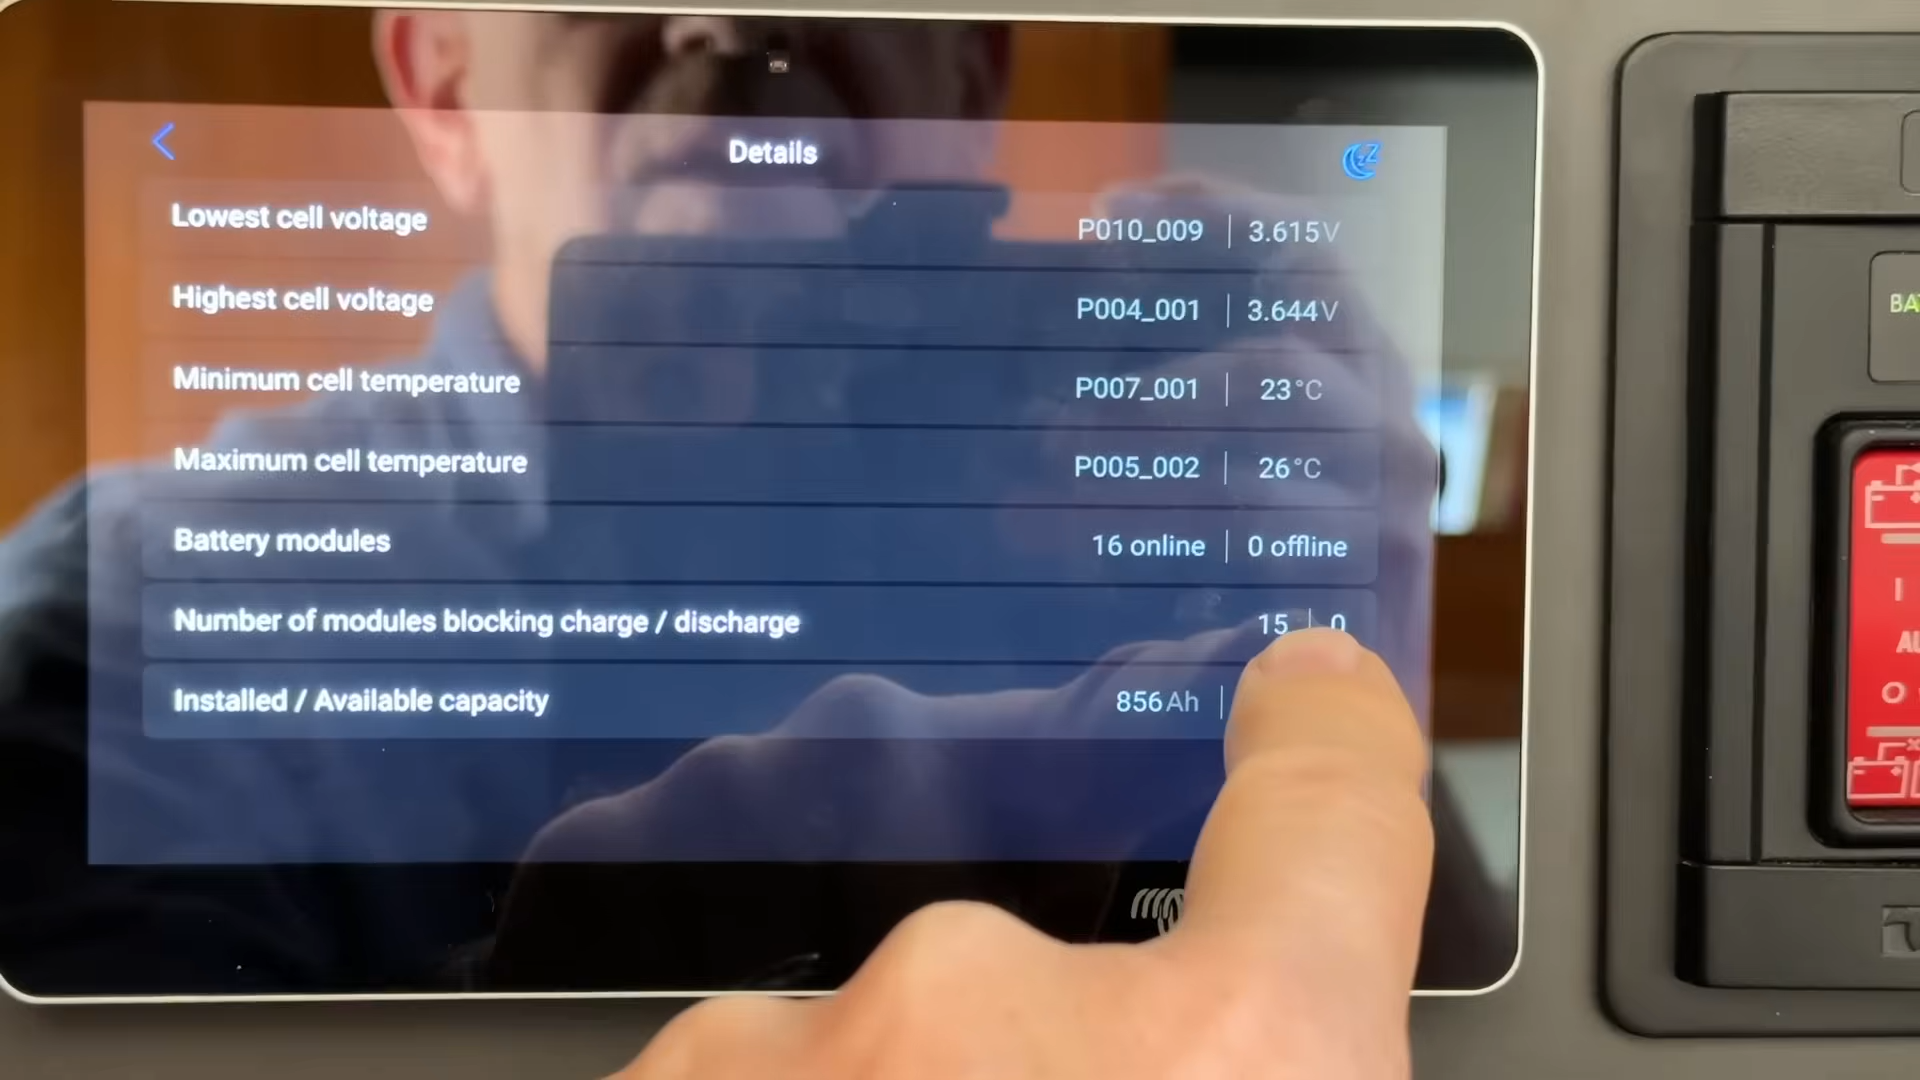 Details
Lowest cell voltage P010_009 | 3.615V
Highest cell voltage P004_001 | 3.644V
Minimum cell temperature P007_001 | 23°C
Maximum cell temperature P005_002 | 26°C
Battery modules 16 online | 0 offline
Number of modules blocking charge / discharge 15 | 0
Installed / Available capacity 856Ah |
BA
I
AU
O